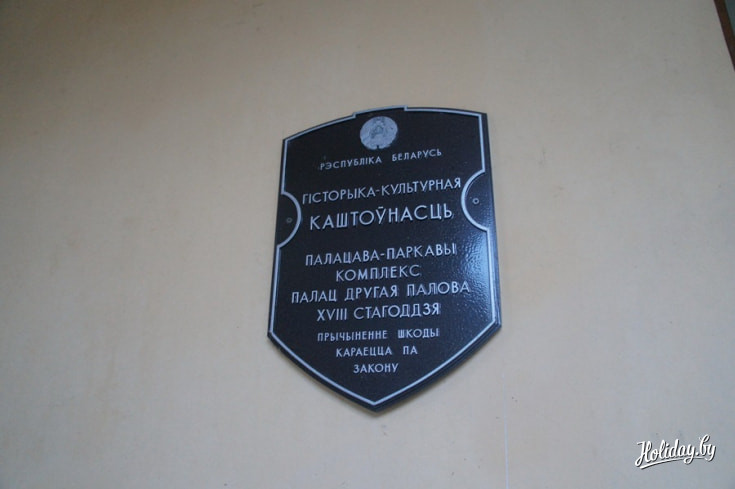 РЭСПУБЛІКА БЕЛАРУСЬ
ГІСТОРЫКА-КУЛЬТУРНАЯ
КАШТОЎНАСЦЬ
ПАЛАЦАВА-ПАРКАВЫ
КОМПЛЕКС
ПАЛАЦ ДРУГАЯ ПАЛОВА
XVIII СТАГОДДЗЯ
ПРЫЧЫНЕННЕ ШКОДЫ
КАРАЕЦЦА ПА
ЗАКОНУ
Holiday.by